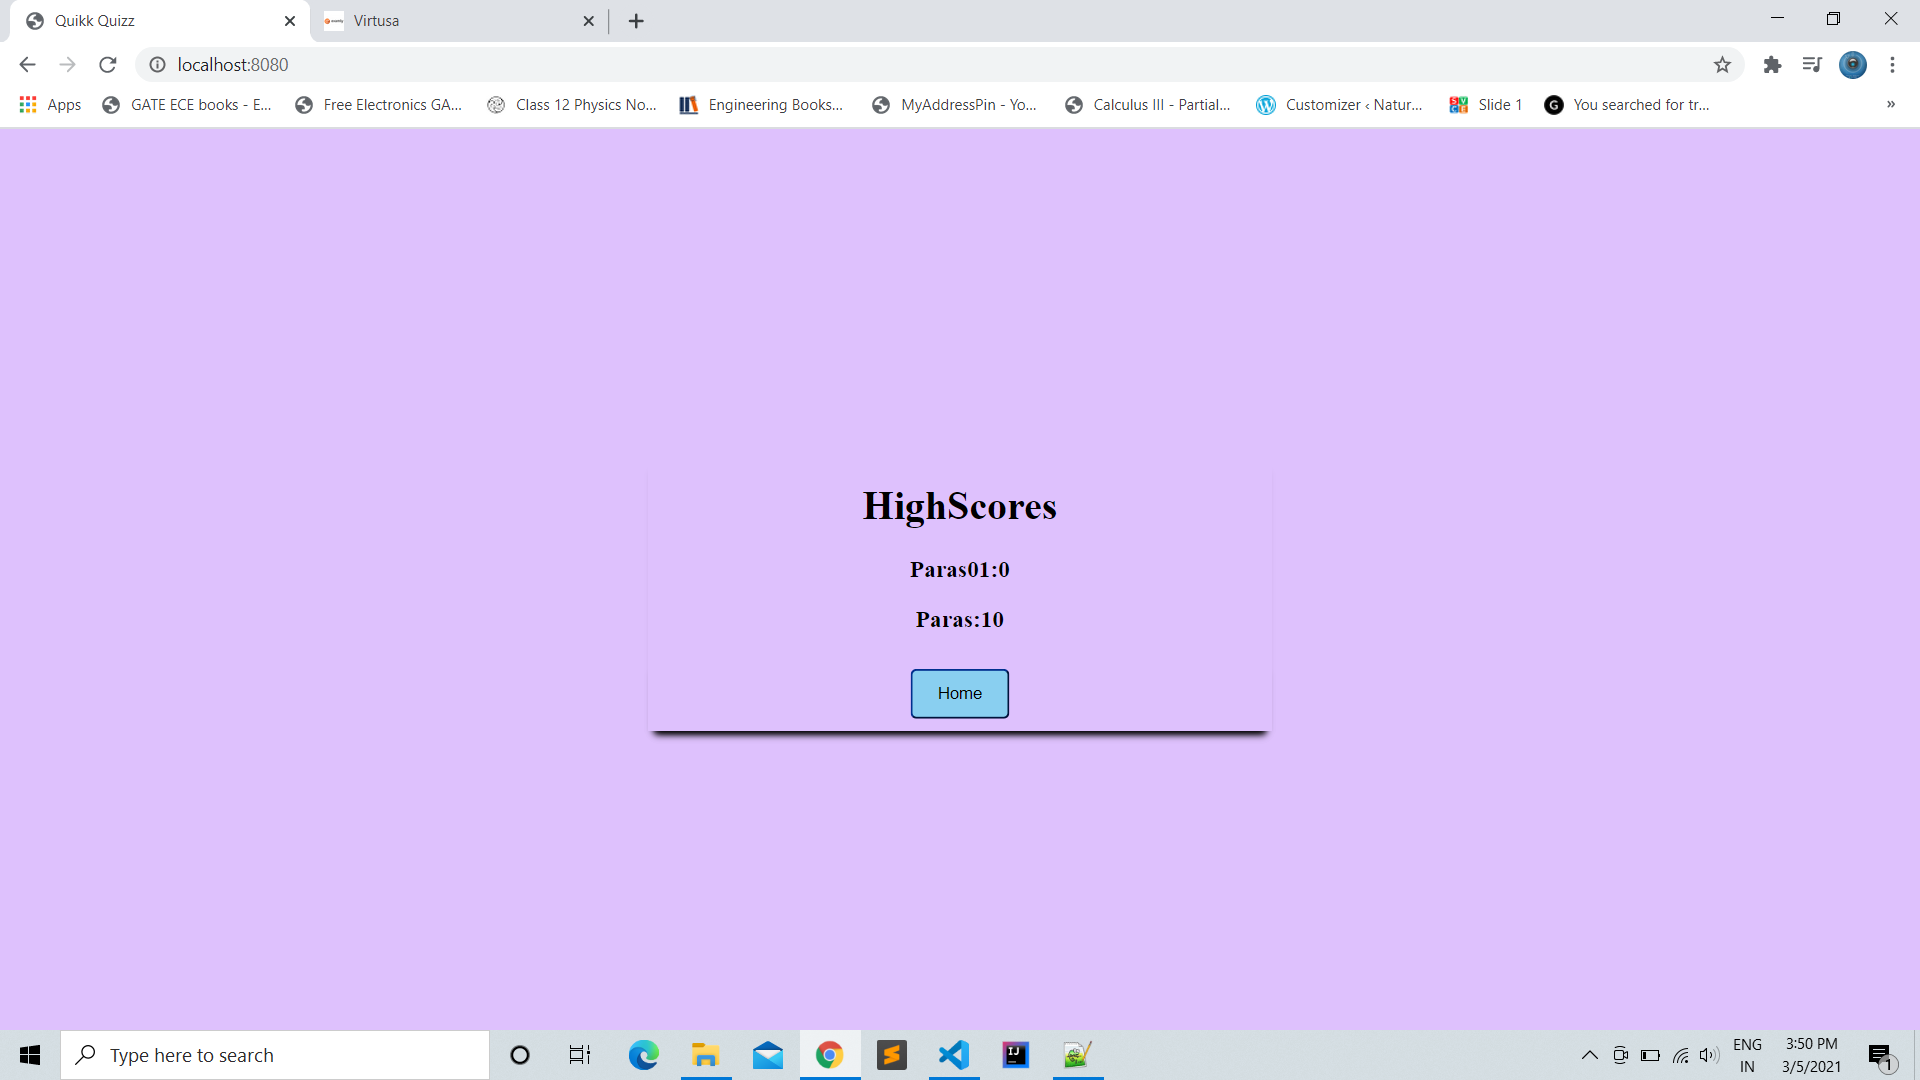 Quikk Quizz
Virtusa
localhost:8080
Apps
GATE ECE books - E...
Free Electronics GA...
Class 12 Physics No...
Engineering Books...
MyAddressPin - Yo...
Calculus III - Partial...
Customizer ‹ Natur...
Slide 1
You searched for tr...
»
HighScores
Paras01:0
Paras:10
Home
Type here to search
ENG
IN
3:50 PM
3/5/2021
1